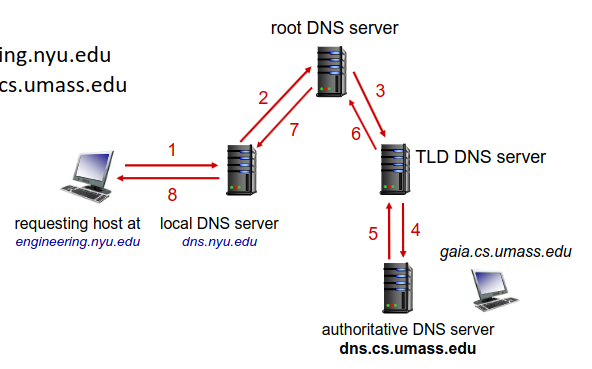 root DNS server
ing.nyu.edu
cs.umass.edu
2
3
7
6
1
TLD DNS server
8
requesting host at
engineering.nyu.edu
local DNS server
dns.nyu.edu
5
4
gaia.cs.umass.edu
authoritative DNS server
dns.cs.umass.edu